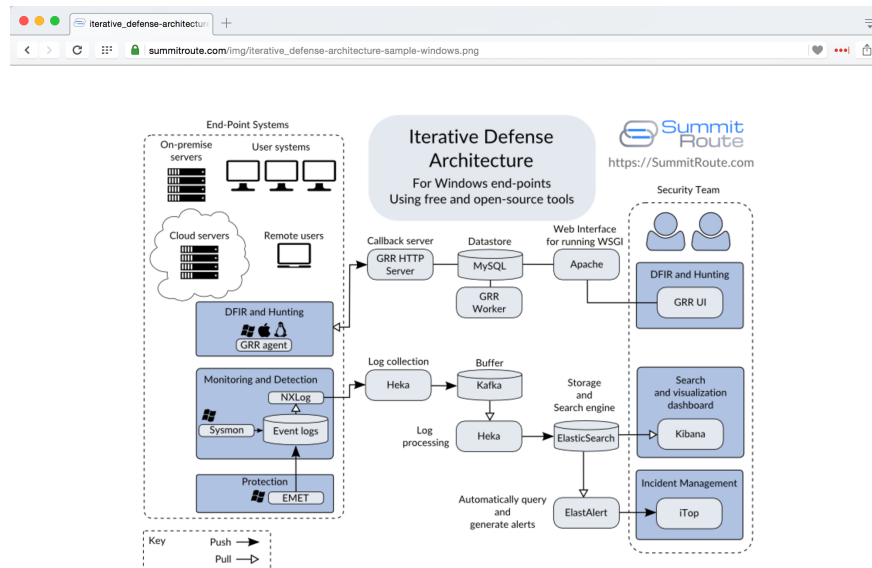 iterative_defense-architecture
summitroute.com/img/iterative_defense-architecture-sample-windows.png
End-Point Systems
On-premise
servers
User systems
Cloud servers
Remote users
Iterative Defense
Architecture
For Windows end-points
Using free and open-source tools
Summit
Route
https://SummitRoute.com
Security Team
Callback server
GRR HTTP
Server
Datastore
MySQL
GRR
Worker
Web Interface
for running WSGI
Apache
DFIR and Hunting
GRR UI
DFIR and Hunting
GRR agent
Monitoring and Detection
NXLog
Sysmon
Event logs
Protection
EMET
Log collection
Heka
Buffer
Kafka
Log
processing
Heka
Storage
and
Search engine
ElasticSearch
Search
and visualization
dashboard
Kibana
Automatically query
and
generate alerts
ElastAlert
Incident Management
iTop
Key
Push
Pull